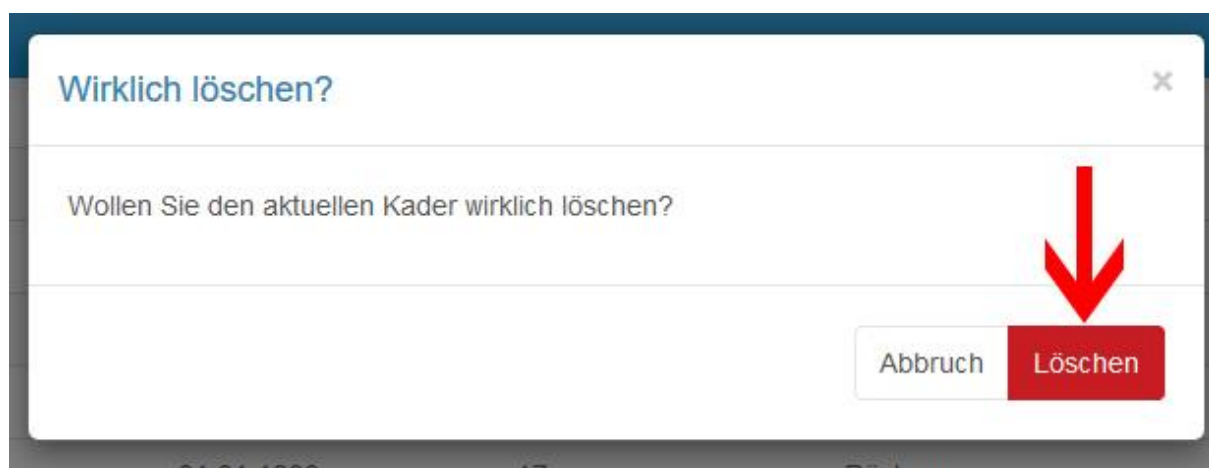 Wirklich löschen?
×
Wollen Sie den aktuellen Kader wirklich löschen?
Abbruch
Löschen